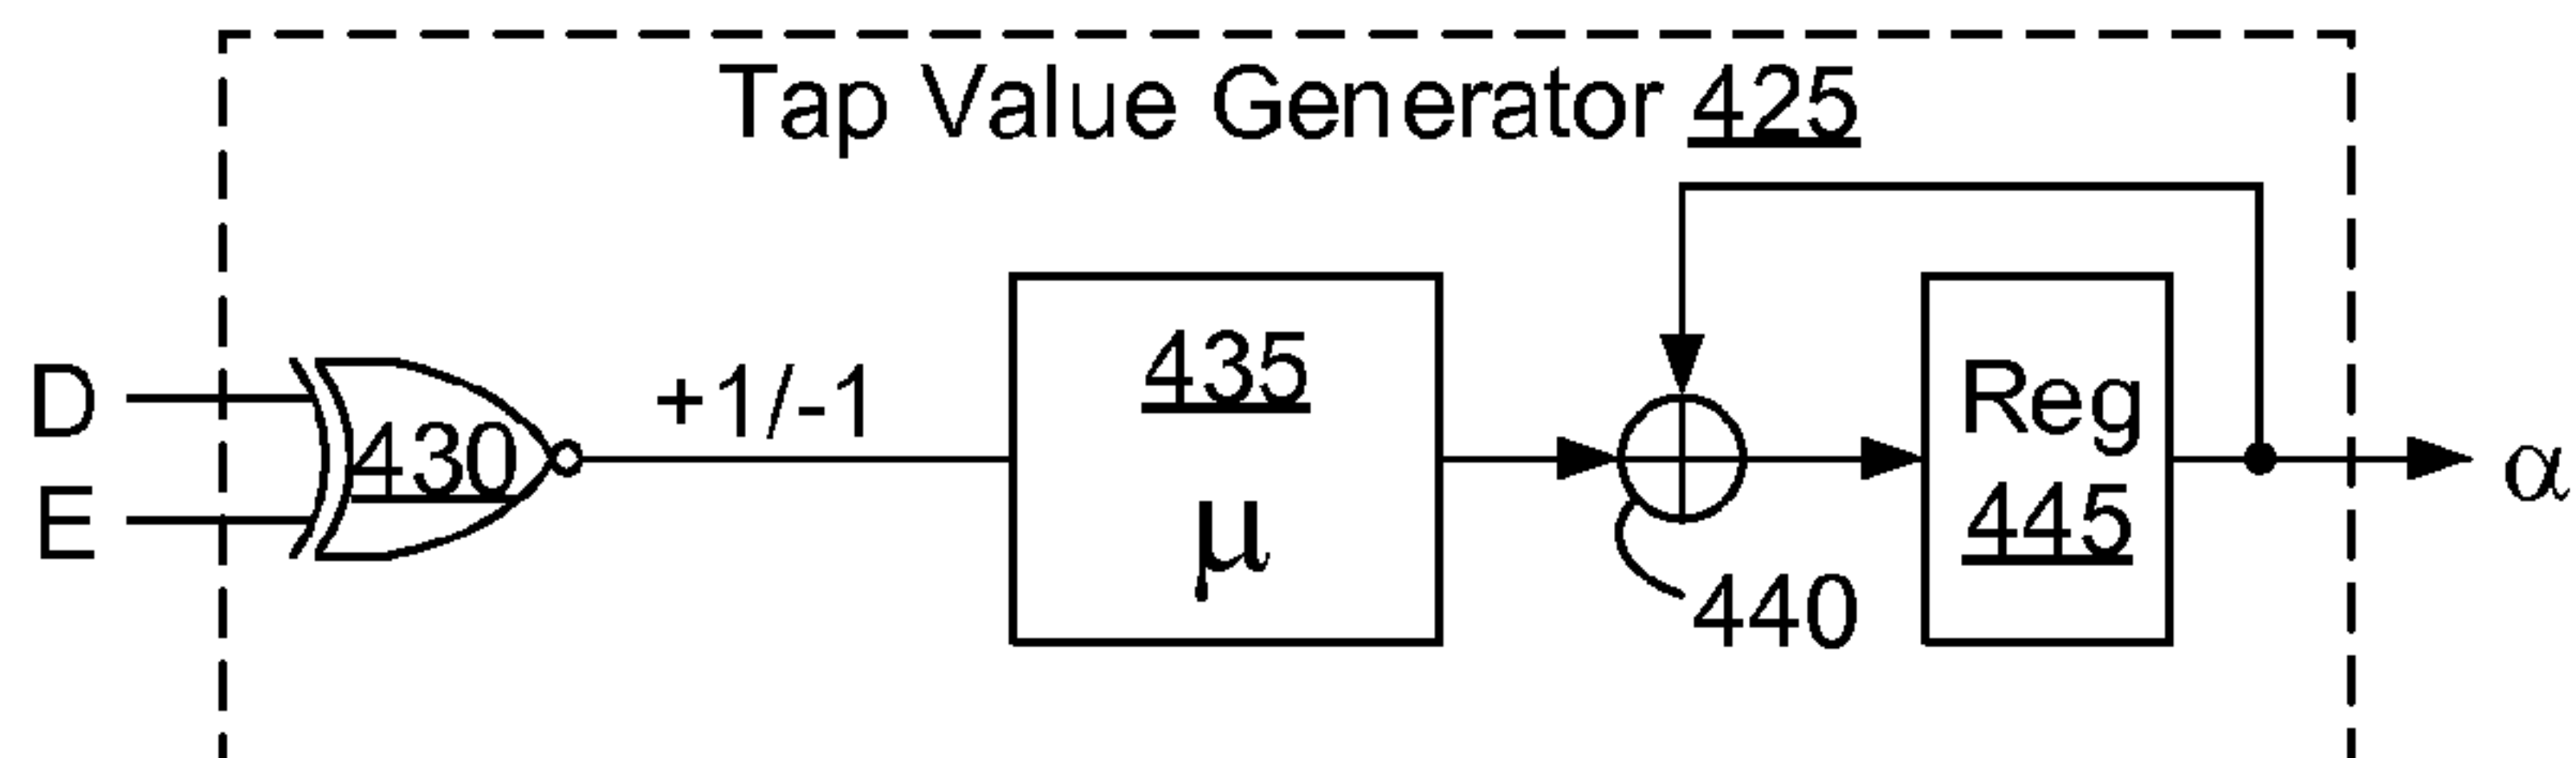 Tap Value Generator 425
D
E
430
+1/-1
435
μ
440
Reg
445
α